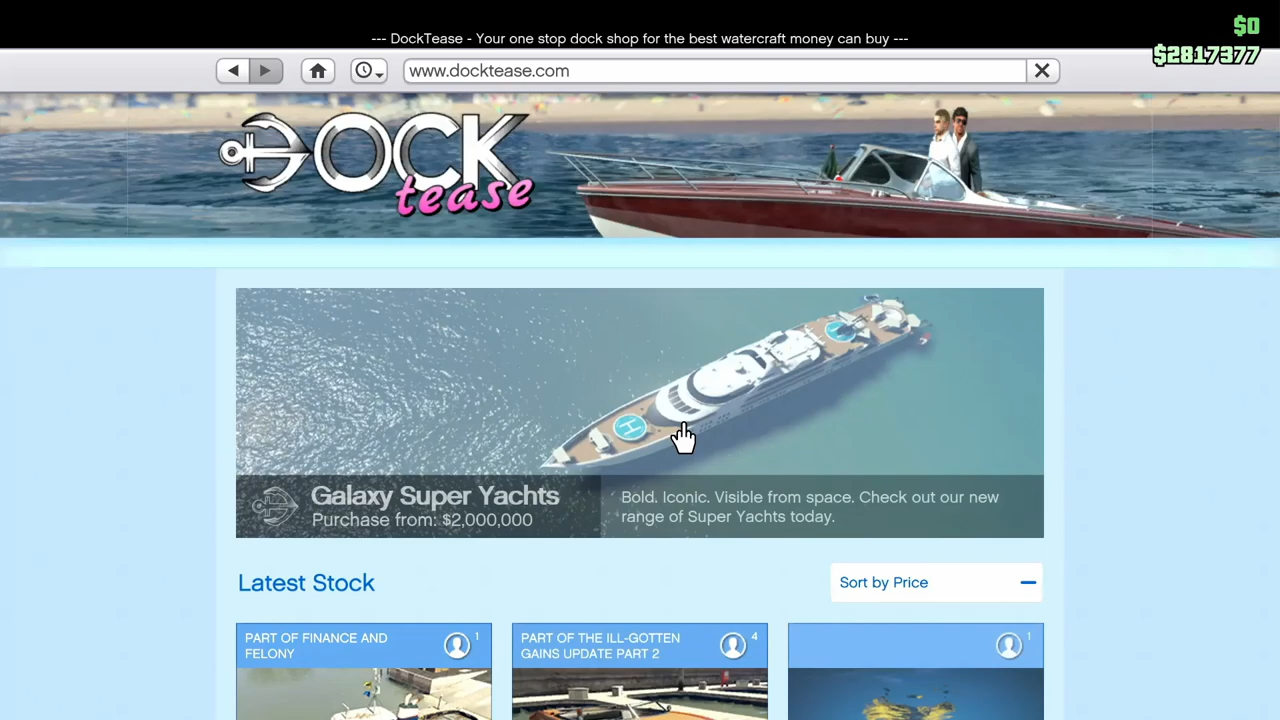 --- DockTease - Your one stop dock shop for the best watercraft money can buy ---
$0
$2817377
www.docktease.com
DOCK
tease
H
Galaxy Super Yachts
Purchase from: $2,000,000
Bold. Iconic. Visible from space. Check out our new
range of Super Yachts today.
Latest Stock
Sort by Price
PART OF FINANCE AND
FELONY
1
PART OF THE ILL-GOTTEN
GAINS UPDATE PART 2
4
1